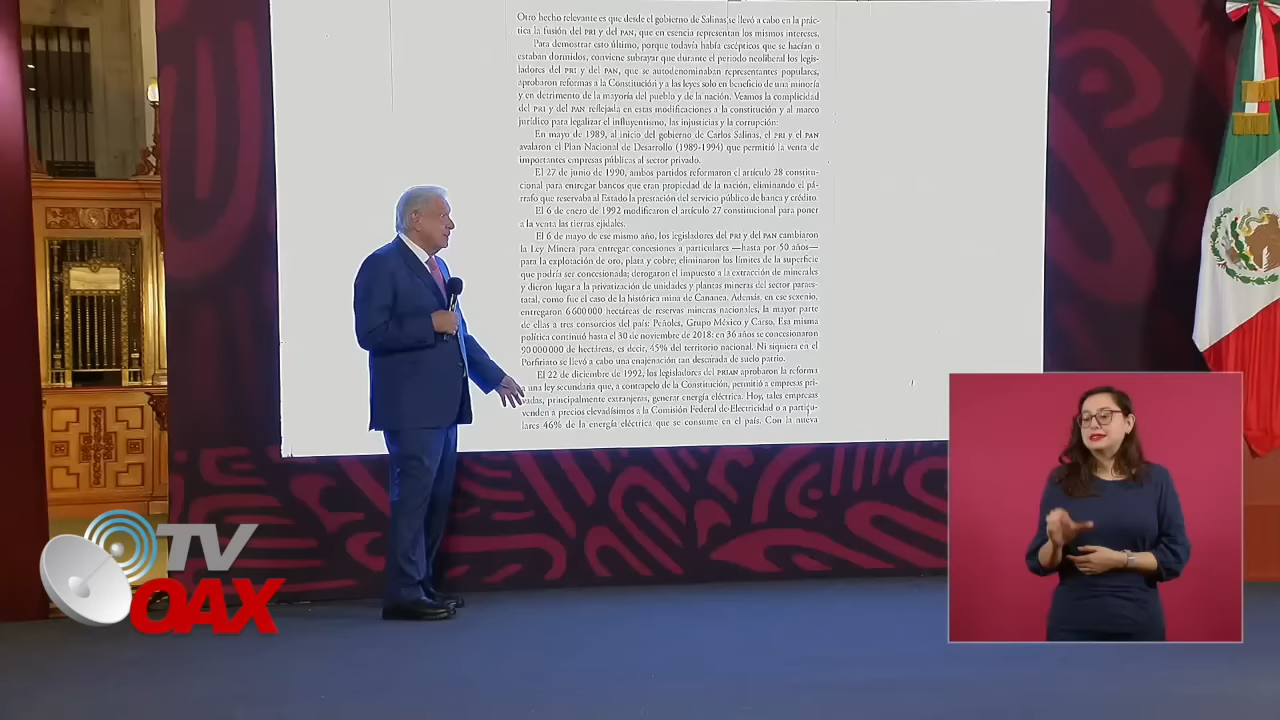 Otro hecho relevante es que desde el gobierno de Salinas se llevó a cabo en la prác-
tica la fusión del PRI y del PAN, que en esencia representan los mismos intereses.
Para demostrar esto último, porque todavía había escépticos que se hacían o
estaban dormidos, conviene subrayar que durante el periodo neoliberal los legis-
ladores del PRI y del PAN, que se autodenominaban representantes populares,
aprobaron reformas a la Constitución y a las leyes solo en beneficio de una minoría
y en detrimento de la mayoría del pueblo y de la nación. Veamos la complicidad
del PRI y del PAN reflejada en estas modificaciones a la constitución y al marco
jurídico para legalizar el influyentismo, las injusticias y la corrupción:
En mayo de 1989, al inicio del gobierno de Carlos Salinas, el PRI y el PAN
avalaron el Plan Nacional de Desarrollo (1989-1994) que permitió la venta de
importantes empresas públicas al sector privado.
El 27 de junio de 1990, ambos partidos reformaron el artículo 28 constitu-
cional para entregar bancos que eran propiedad de la nación, eliminando el pá-
rrafo que reservaba al Estado la prestación del servicio público de banca y crédito.
El 6 de enero de 1992 modificaron el artículo 27 constitucional para poner
a la venta las tierras ejidales.
El 6 de mayo de ese mismo año, los legisladores del PRI y del PAN cambiaron
la Ley Minera para entregar concesiones a particulares —hasta por 50 años—
para la explotación de oro, plata y cobre; eliminaron los límites de la superficie
que podría ser concesionada; derogaron el impuesto a la extracción de minerales
y dieron lugar a la privatización de unidades y plantas mineras del sector paraes-
tatal, como fue el caso de la histórica mina de Cananea. Además, en ese sexenio,
entregaron 6 600 000 hectáreas de reservas mineras nacionales, la mayor parte
de ellas a tres consorcios del país: Peñoles, Grupo México y Carso. Esa misma
política continuó hasta el 30 de noviembre de 2018: en 36 años se concesionaron
90 000 000 de hectáreas, es decir, 45% del territorio nacional. Ni siquiera en el
Porfiriato se llevó a cabo una enajenación tan descarada de suelo patrio.
El 22 de diciembre de 1992, los legisladores del PRIAN aprobaron la reforma
a una ley secundaria que, a contrapelo de la Constitución, permitió a empresas pri-
vadas, principalmente extranjeras, generar energía eléctrica. Hoy, tales empresas
venden a precios elevadísimos a la Comisión Federal de Electricidad o a particu-
lares 46% de la energía eléctrica que se consume en el país. Con la nueva
TV
OAX